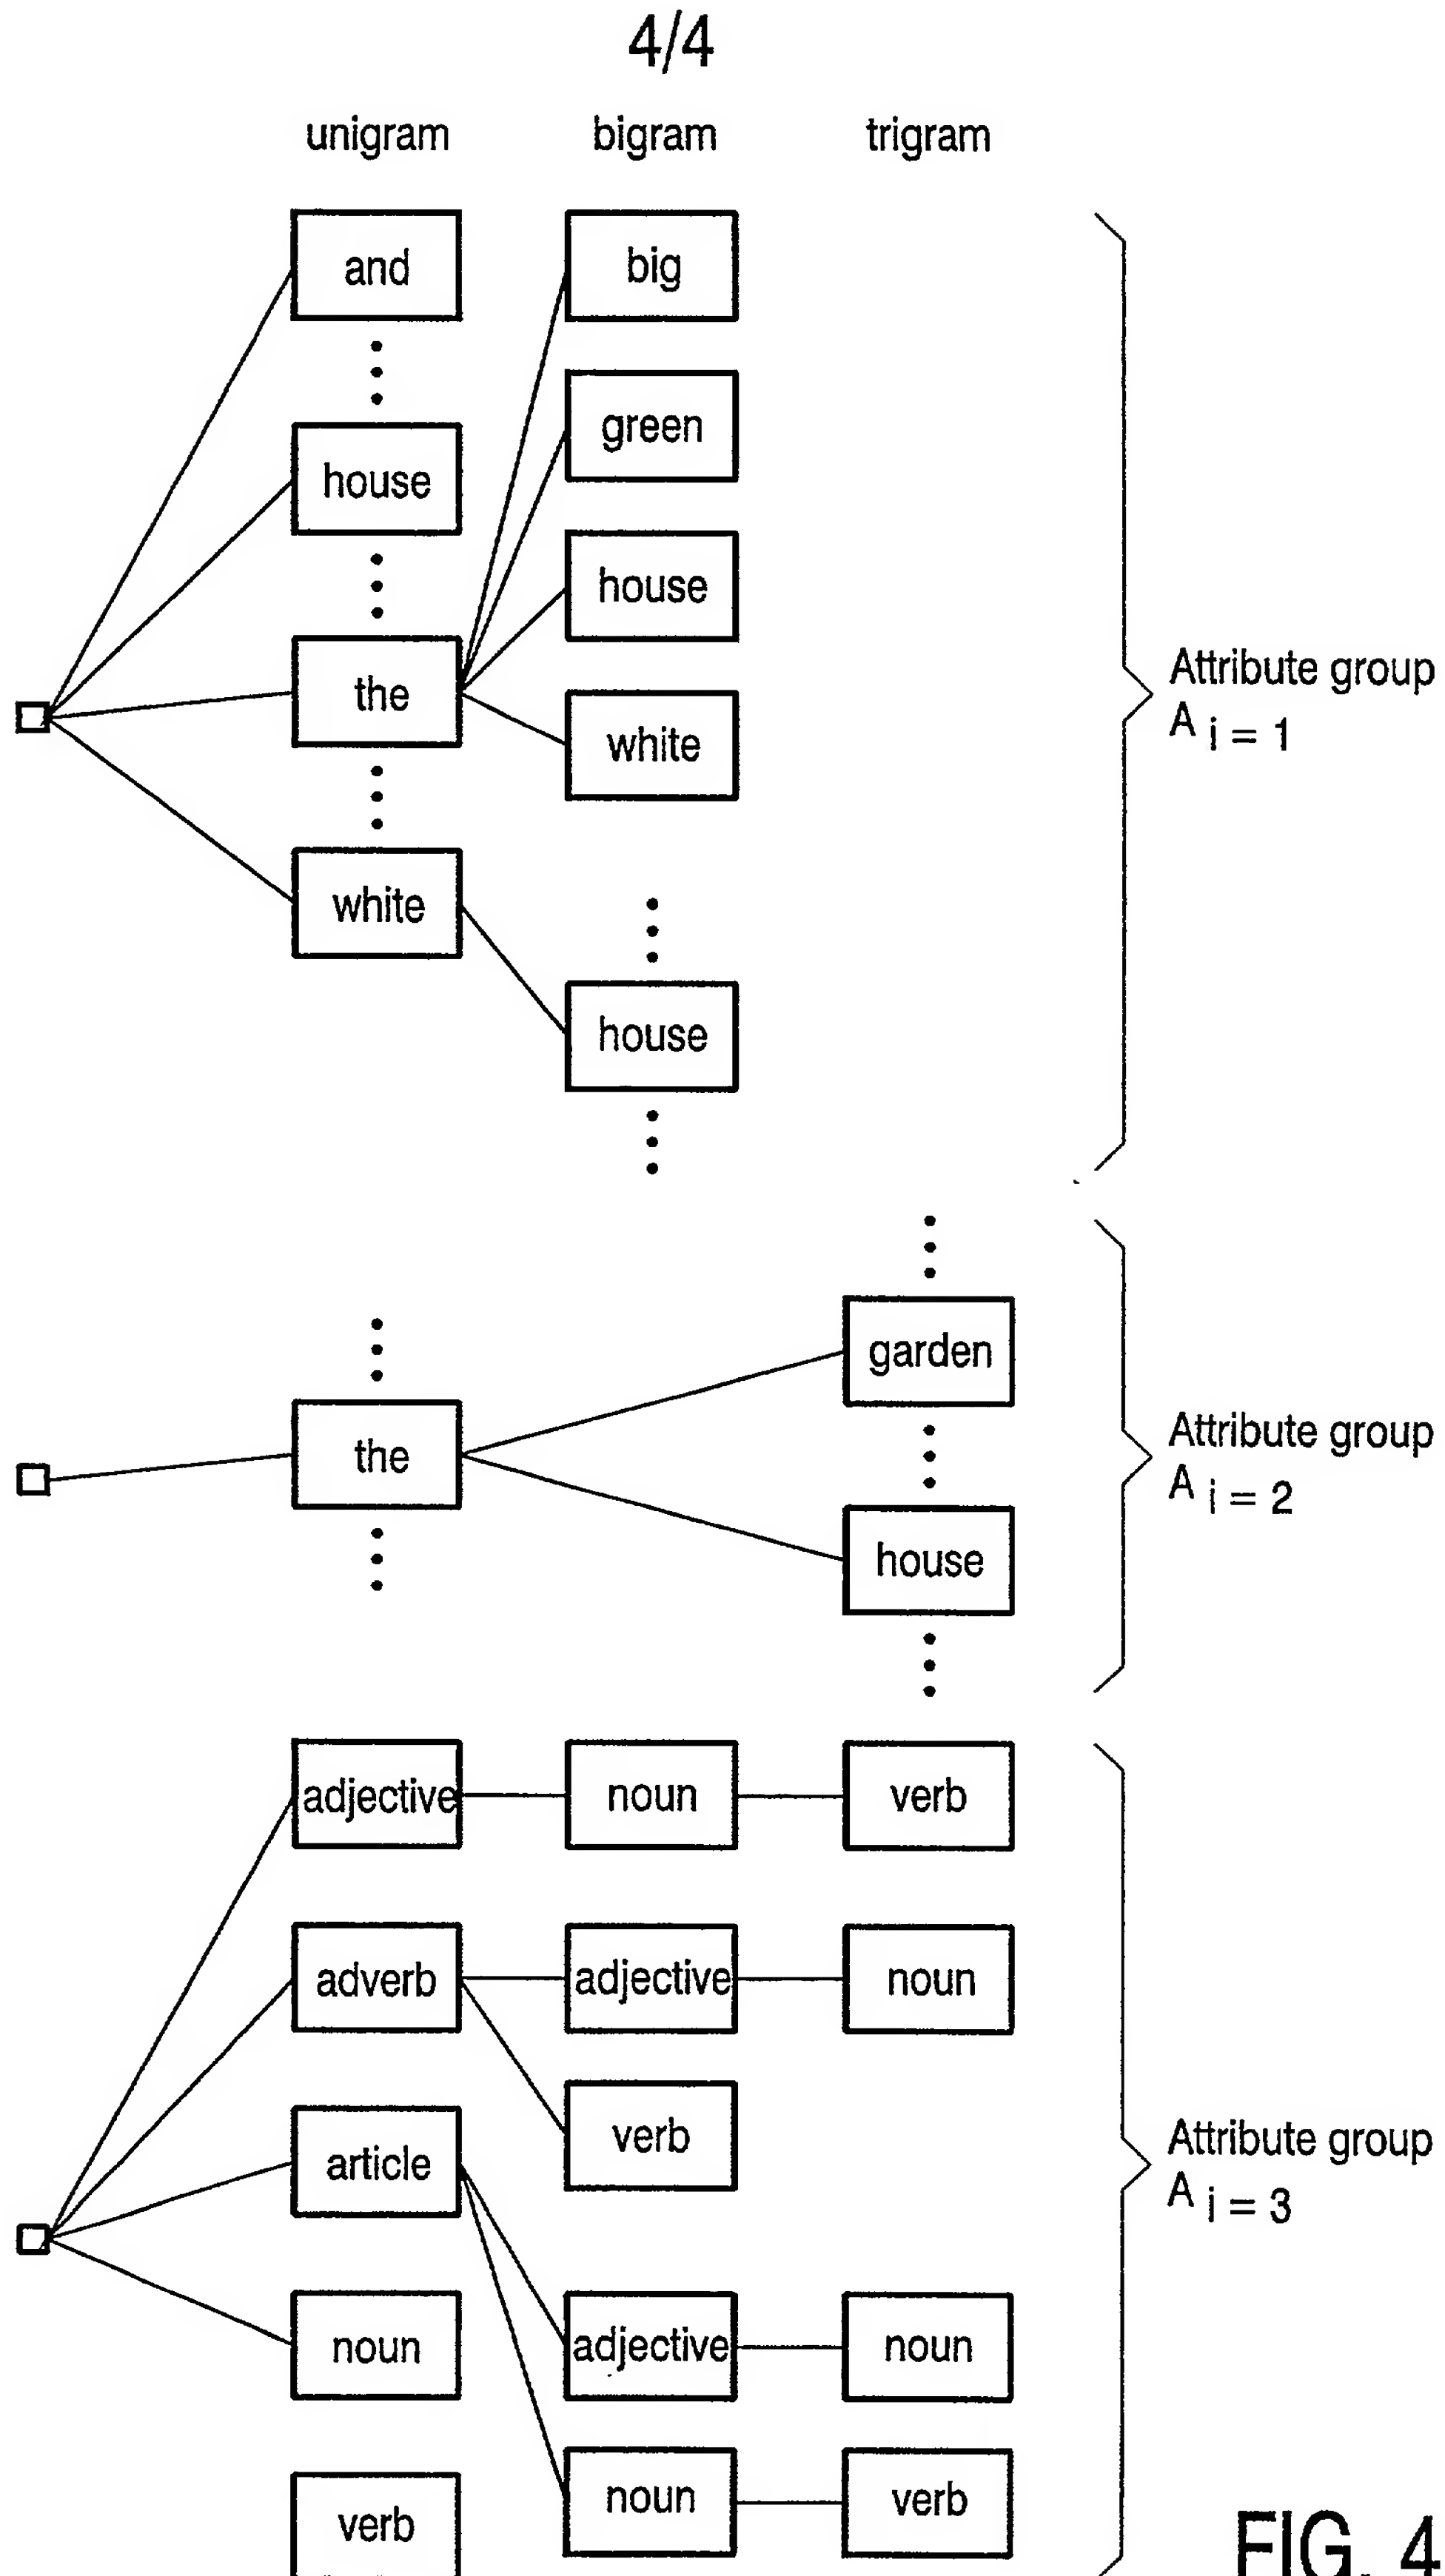 4/4
unigram bigram trigram
and big
green
house
house
the
white
white
house
Attribute group
A i = 1
garden
the
house
Attribute group
A i = 2
adjective noun verb
adverb adjective noun
verb
article
adjective noun
noun
noun verb
verb
Attribute group
A i = 3
FIG. 4